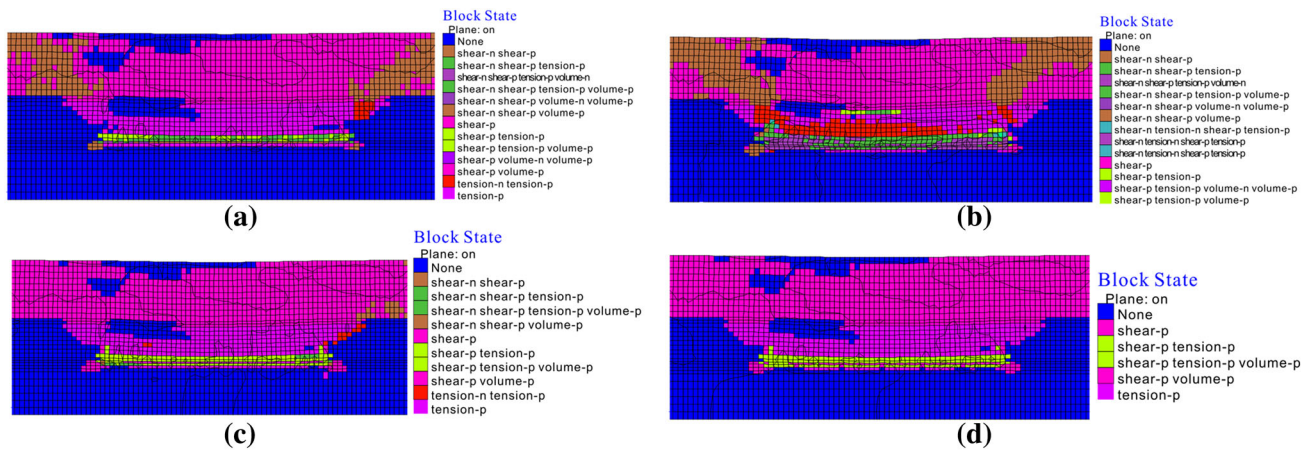 Block State
Plane: on
None
shear-n shear-p
shear-n shear-p tension-p
shear-n shear-p tension-p volume-n
shear-n shear-p tension-p volume-p
shear-n shear-p volume-n volume-p
shear-n shear-p volume-p
shear-p
shear-p tension-p
shear-p tension-p volume-p
shear-p volume-n volume-p
shear-p volume-p
tension-n tension-p
tension-p
(a)
Block State
Plane: on
None
shear-n shear-p
shear-n shear-p tension-p
shear-n shear-p tension-p volume-n
shear-n shear-p tension-p volume-p
shear-n shear-p volume-n volume-p
shear-n shear-p volume-p
shear-n tension-n shear-p tension-p
shear-n tension-n shear-p tension-p
shear-n tension-n shear-p tension-p
shear-p
shear-p tension-p
shear-p tension-p volume-n volume-p
shear-p tension-p volume-p
(b)
Block State
Plane: on
None
shear-n shear-p
shear-n shear-p tension-p
shear-n shear-p tension-p volume-p
shear-n shear-p volume-p
shear-p
shear-p tension-p
shear-p tension-p volume-p
shear-p volume-p
tension-n tension-p
tension-p
(c)
Block State
Plane: on
None
shear-p
shear-p tension-p
shear-p tension-p volume-p
shear-p volume-p
tension-p
(d)